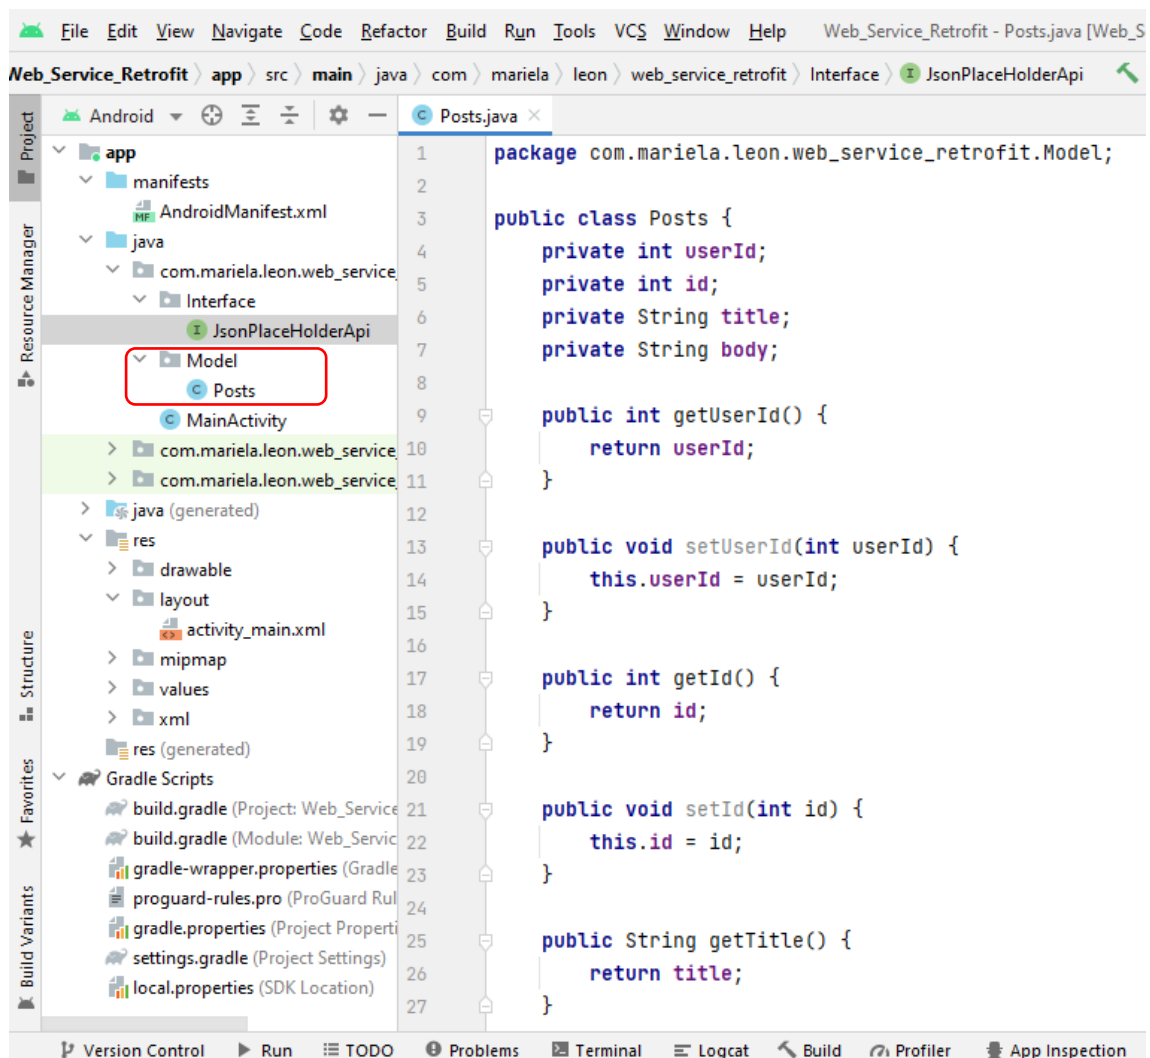 File Edit View Navigate Code Refactor Build Run Tools VCS Window Help Web_Service_Retrofit - Posts.java [Web_S
Web_Service_Retrofit app src main java com mariela leon web_service_retrofit Interface I JsonPlaceHolderApi
Project
Resource Manager
Structure
Favorites
Build Variants
Android
app
manifests
MF AndroidManifest.xml
java
com.mariela.leon.web_service_
Interface
I JsonPlaceHolderApi
Model
C Posts
C MainActivity
com.mariela.leon.web_service_
com.mariela.leon.web_service_
java (generated)
res
drawable
layout
activity_main.xml
mipmap
values
xml
res (generated)
Gradle Scripts
build.gradle (Project: Web_Service
build.gradle (Module: Web_Servic
gradle-wrapper.properties (Gradle
proguard-rules.pro (ProGuard Rul
gradle.properties (Project Properti
settings.gradle (Project Settings)
local.properties (SDK Location)
C Posts.java
1 package com.mariela.leon.web_service_retrofit.Model;
2
3 public class Posts {
4 private int userId;
5 private int id;
6 private String title;
7 private String body;
8
9 public int getUserId() {
10 return userId;
11 }
12
13 public void setUserId(int userId) {
14 this.userId = userId;
15 }
16
17 public int getId() {
18 return id;
19 }
20
21 public void setId(int id) {
22 this.id = id;
23 }
24
25 public String getTitle() {
26 return title;
27 }
Version Control Run TODO Problems Terminal Logcat Build Profiler App Inspection